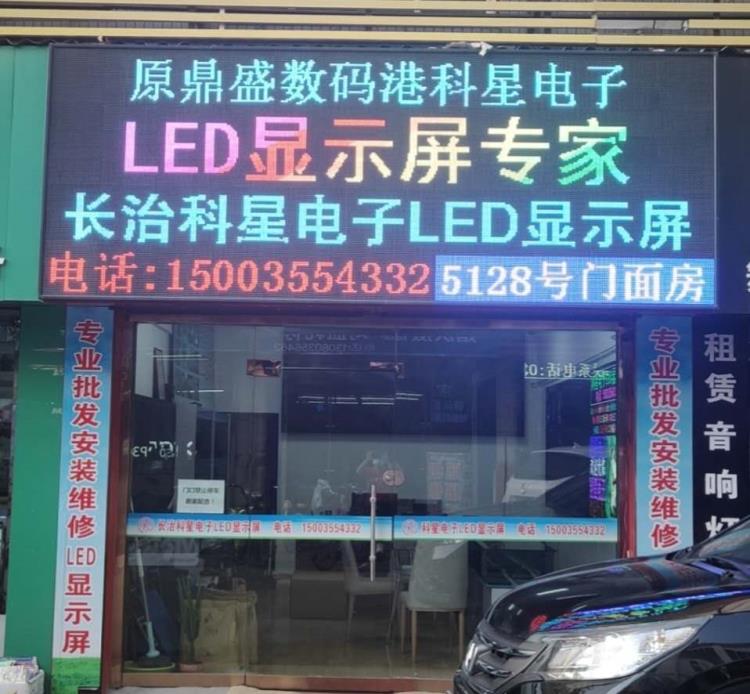 原鼎盛数码港科星电子
LED显示屏专家
长治科星电子LED显示屏
电话:15003554332
5128号门面房
专业批发安装维修LED显示屏
专业批发安装维修
租赁音响灯
长治科星电子LED显示屏 电话 15003554332
科星电子LED显示屏 电话:15003554332